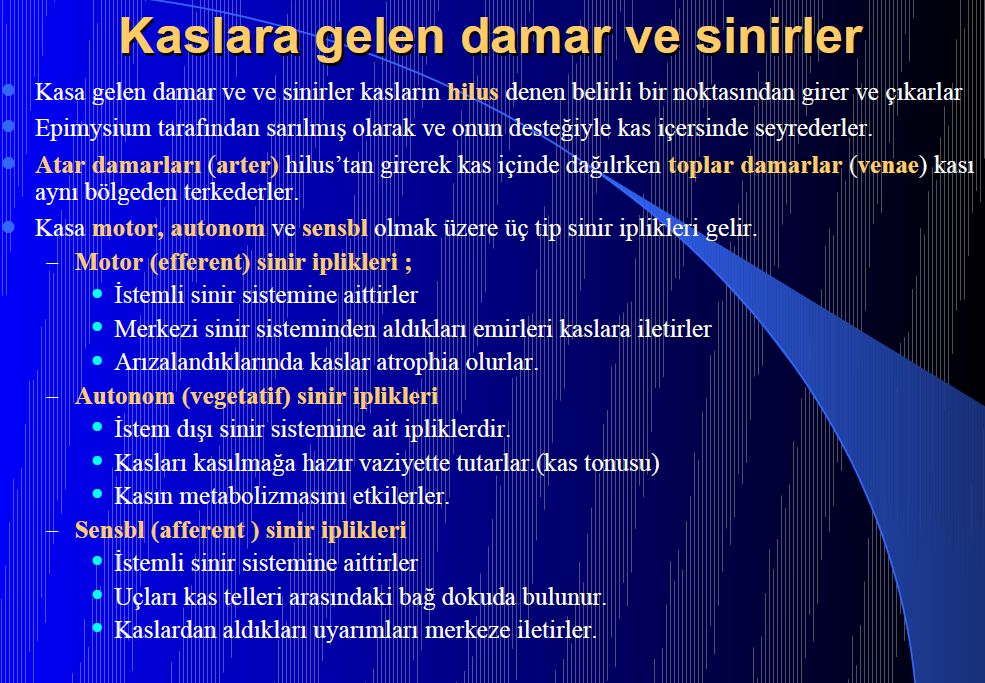 Kaslara gelen damar ve sinirler
Kasa gelen damar ve ve sinirler kasların hilus denen belirli bir noktasından girer ve çıkarlar
Epimysium tarafından sarılmış olarak ve onun desteğiyle kas içersinde seyrederler.
Atar damarları (arter) hilus’tan girerek kas içinde dağılrken toplar damarlar (venae) kası
aynı bölgeden terkederler.
Kasa motor, autonom ve sensbl olmak üzere üç tip sinir iplikleri gelir.
– Motor (efferent) sinir iplikleri ;
İstemli sinir sistemine aittirler
Merkezi sinir sisteminden aldıkları emirleri kaslara iletirler
Arızalandıklarında kaslar atrophia olurlar.
– Autonom (vegetatif) sinir iplikleri
İstem dışı sinir sistemine ait ipliklerdir.
Kasları kasılmağa hazır vaziyette tutarlar.(kas tonusu)
Kasın metabolizmasını etkilerler.
– Sensbl (afferent ) sinir iplikleri
İstemli sinir sistemine aittirler
Uçları kas telleri arasındaki bağ dokuda bulunur.
Kaslardan aldıkları uyarımları merkeze iletirler.